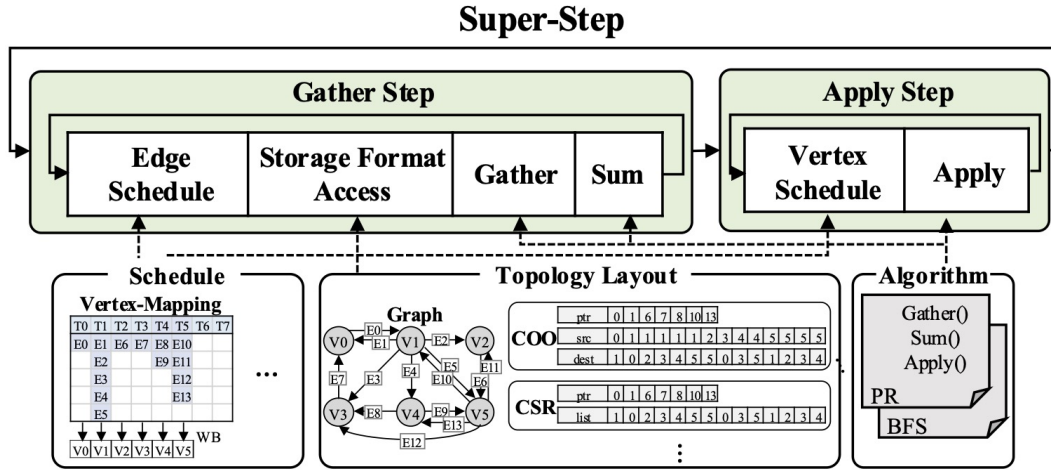 Super-Step
Gather Step
Apply Step
Edge Schedule
Storage Format Access
Gather
Sum
Vertex Schedule
Apply
Schedule
Vertex-Mapping
T0 T1 T2 T3 T4 T5 T6 T7
E0 E1 E6 E7 E8 E10
E2 E9 E11
E3 E12
E4 E13
E5
WB
V0 V1 V2 V3 V4 V5
...
Topology Layout
Graph
V0 E0 E1 V1 E2 V2
E7 E3 E4 E5 E10 E6 E11
V3 E8 V4 E9 E13 V5
E12
COO
ptr 0 1 6 7 8 10 13
src 0 1 1 1 1 1 2 3 4 4 5 5 5
dest 1 0 2 3 4 5 5 0 3 5 1 2 3 4
CSR
ptr 0 1 6 7 8 10 13
list 1 0 2 3 4 5 5 0 3 5 1 2 3 4
Algorithm
Gather()
Sum()
Apply()
PR
BFS